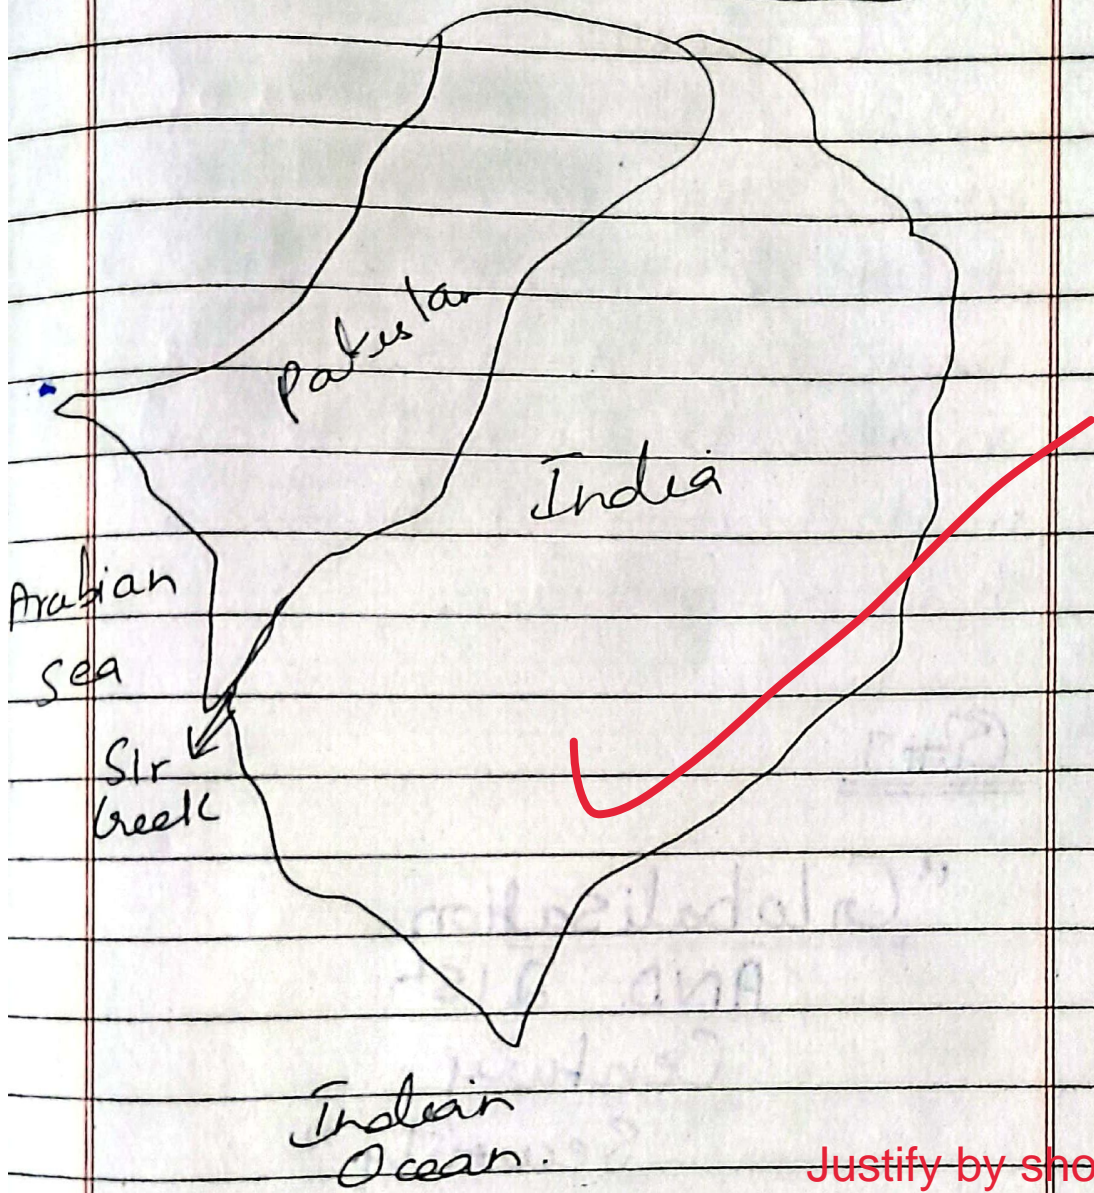 Pakistan
India
Arabian
Sea
Sir
Creek
Indian
Ocean.
Justify by sho